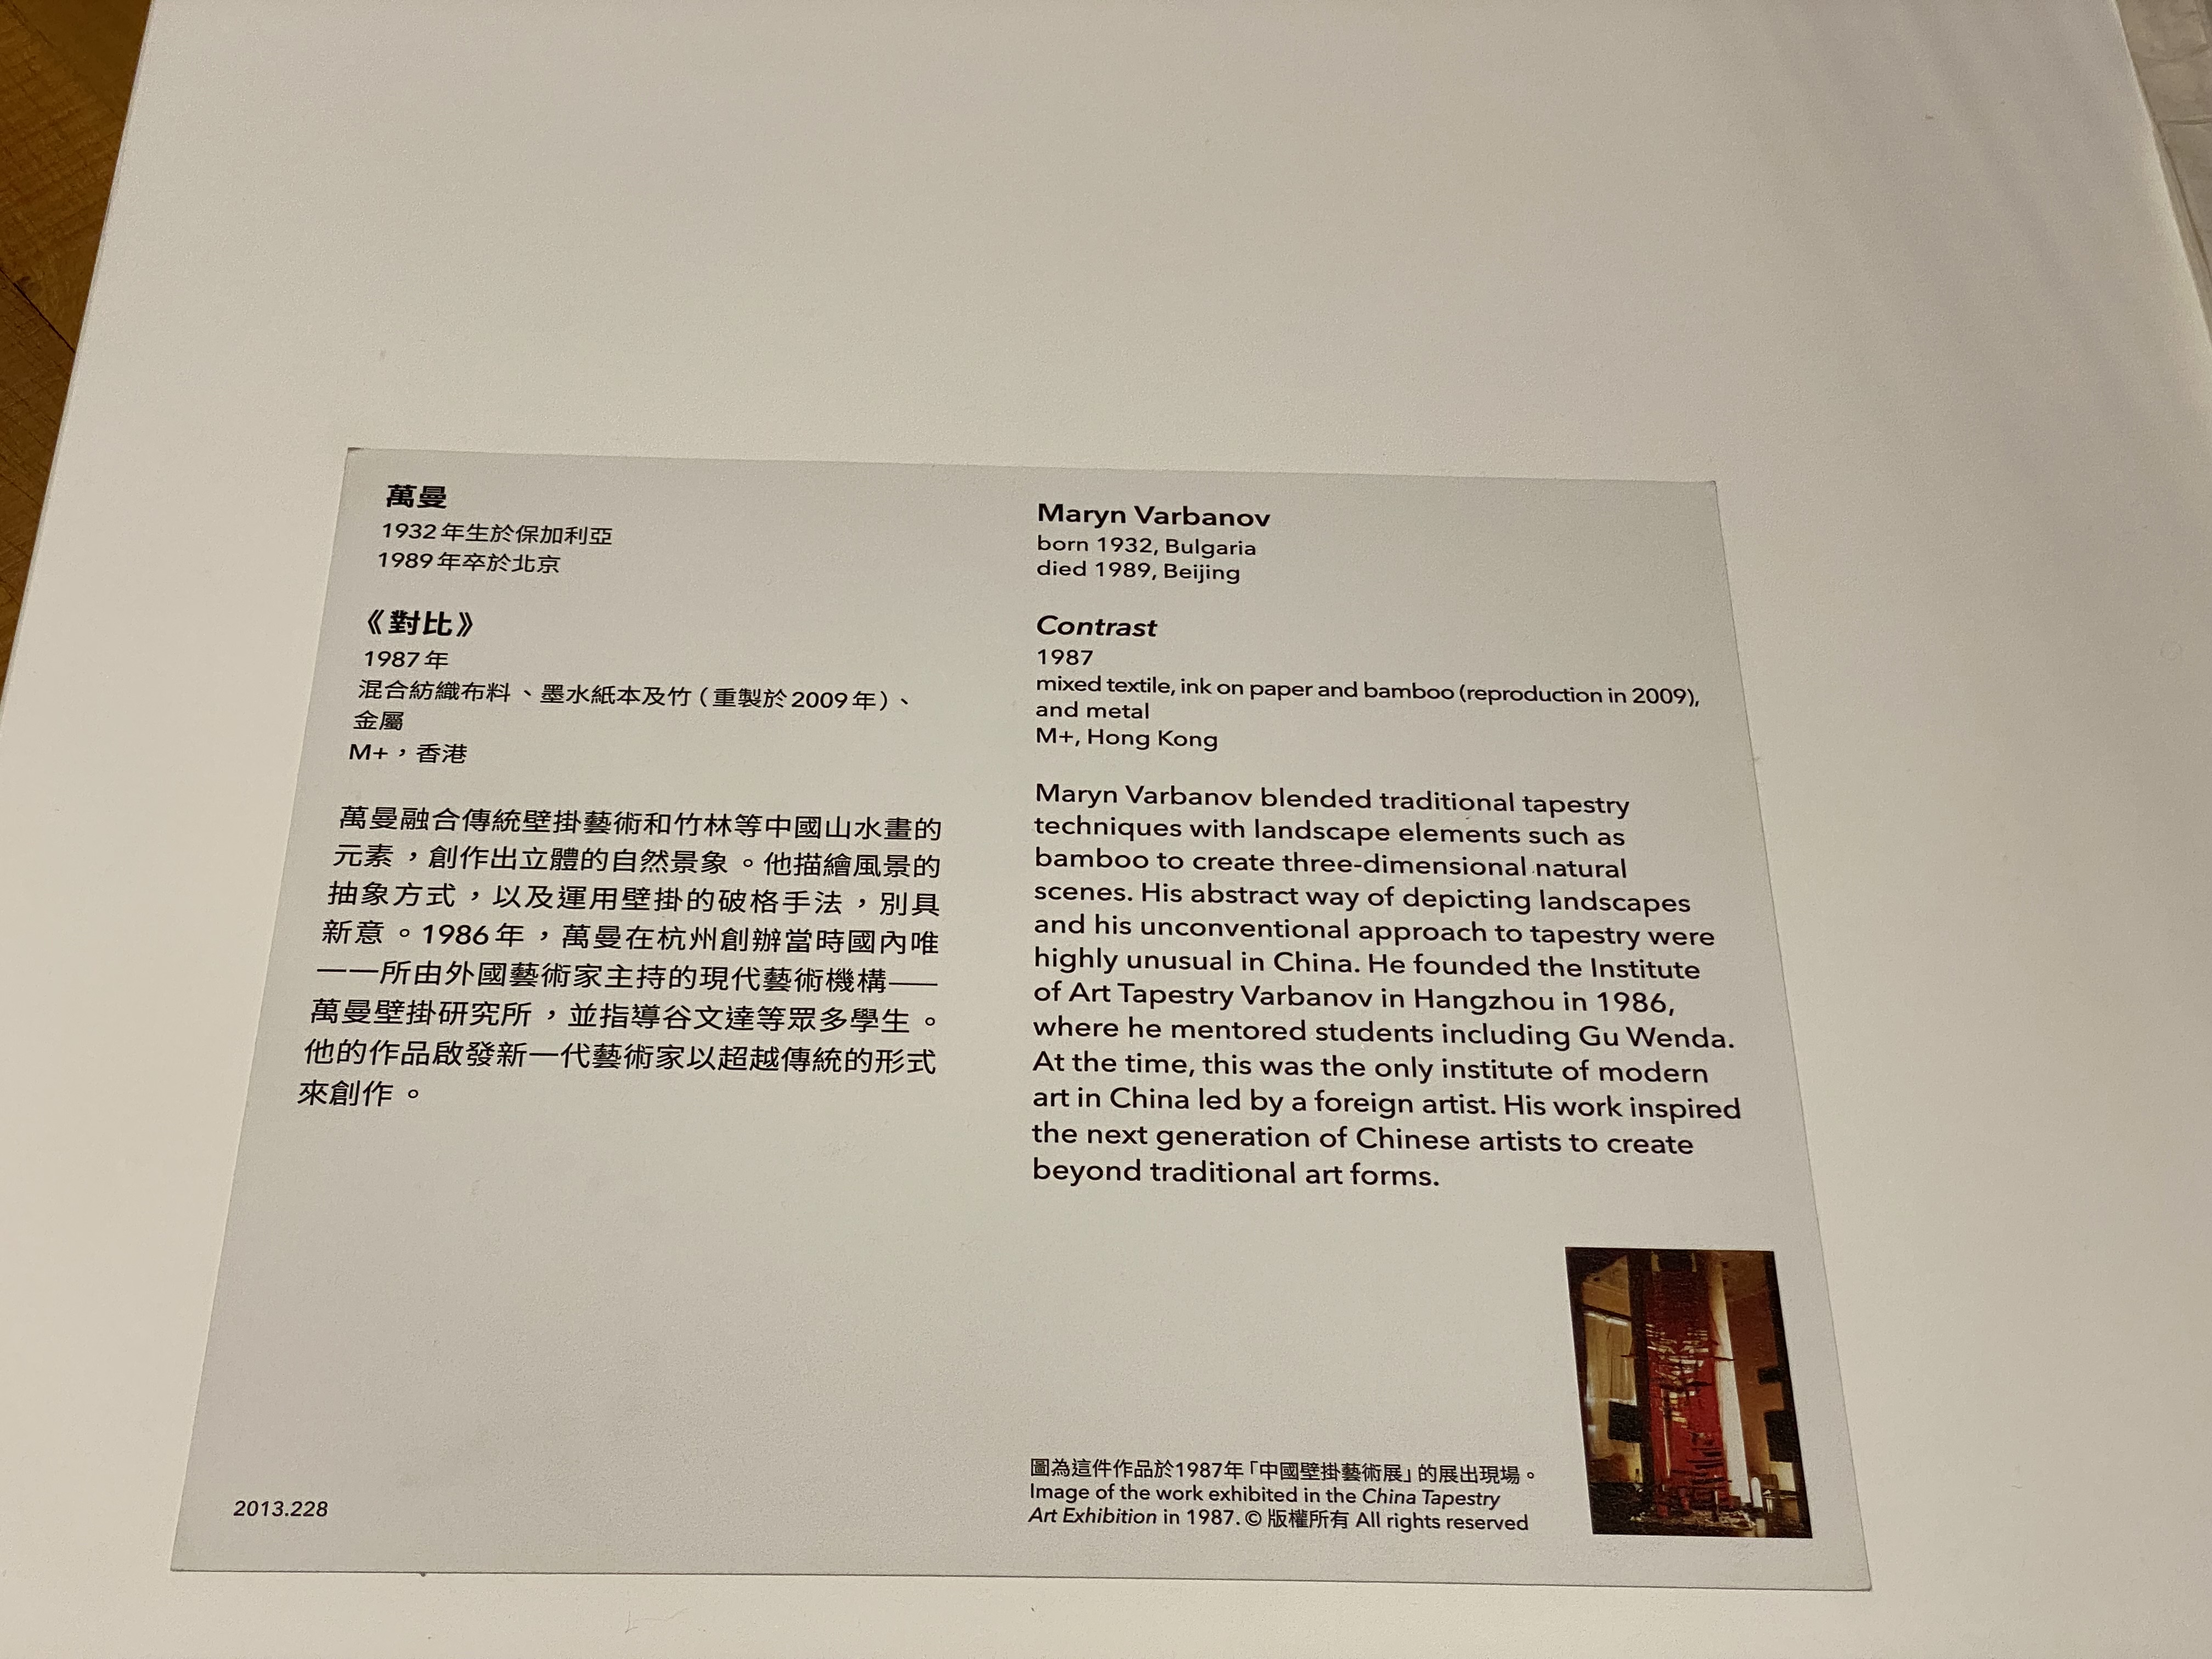 萬曼
1932年生於保加利亞
1989年卒於北京
《對比》
1987年
混合紡織布料、墨水紙本及竹（重製於2009年）、
金屬
M+，香港
萬曼融合傳統壁掛藝術和竹林等中國山水畫的
元素，創作出立體的自然景象。他描繪風景的
抽象方式，以及運用壁掛的破格手法，別具
新意。1986年，萬曼在杭州創辦當時國內唯
一一所由外國藝術家主持的現代藝術機構——
萬曼壁掛研究所，並指導谷文達等眾多學生。
他的作品啟發新一代藝術家以超越傳統的形式
來創作。
2013.228
Maryn Varbanov
born 1932, Bulgaria
died 1989, Beijing
Contrast
1987
mixed textile, ink on paper and bamboo (reproduction in 2009),
and metal
M+, Hong Kong
Maryn Varbanov blended traditional tapestry
techniques with landscape elements such as
bamboo to create three-dimensional natural
scenes. His abstract way of depicting landscapes
and his unconventional approach to tapestry were
highly unusual in China. He founded the Institute
of Art Tapestry Varbanov in Hangzhou in 1986,
where he mentored students including Gu Wenda.
At the time, this was the only institute of modern
art in China led by a foreign artist. His work inspired
the next generation of Chinese artists to create
beyond traditional art forms.
圖為這件作品於1987年「中國壁掛藝術展」的展出現場。
Image of the work exhibited in the China Tapestry
Art Exhibition in 1987. © 版權所有 All rights reserved